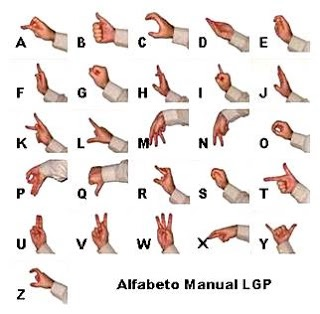 A B C D E
F G H I J
K L M N O
P Q R S T
U V W X Y
Z Alfabeto Manual LGP